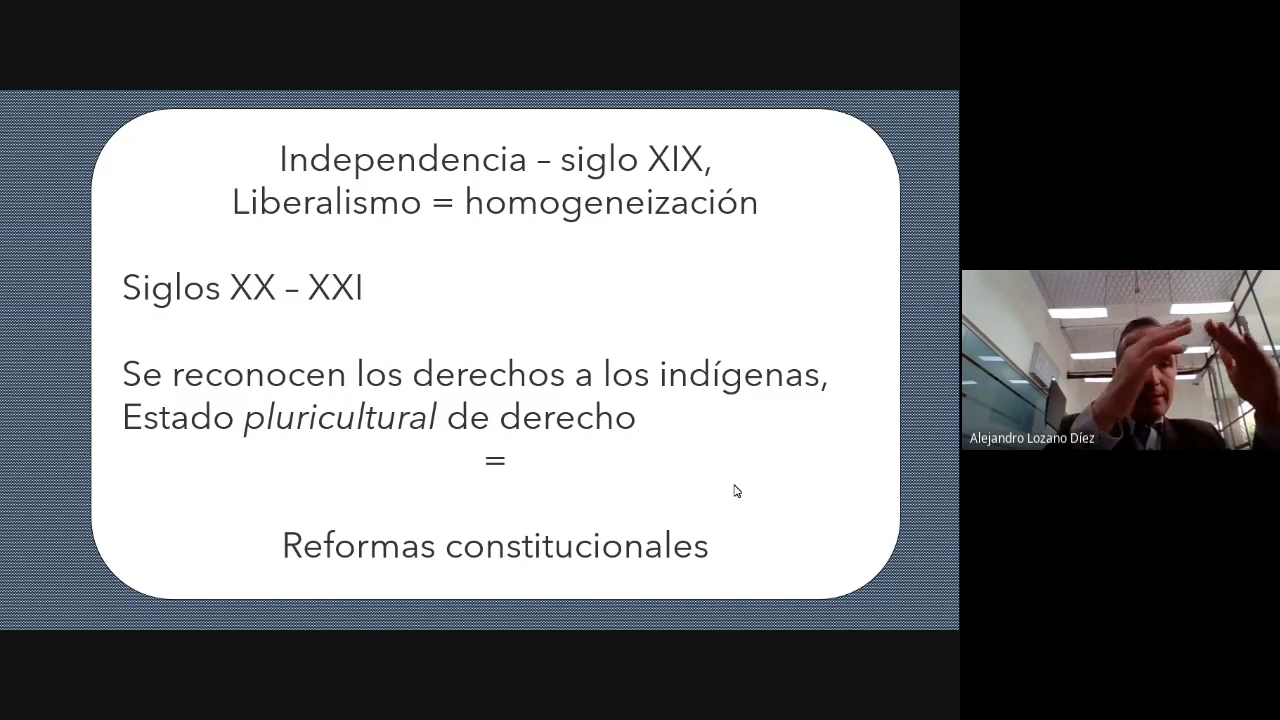 Independencia – siglo XIX,
Liberalismo = homogeneización
Siglos XX – XXI
Se reconocen los derechos a los indígenas,
Estado pluricultural de derecho
=
Reformas constitucionales
Alejandro Lozano Díez